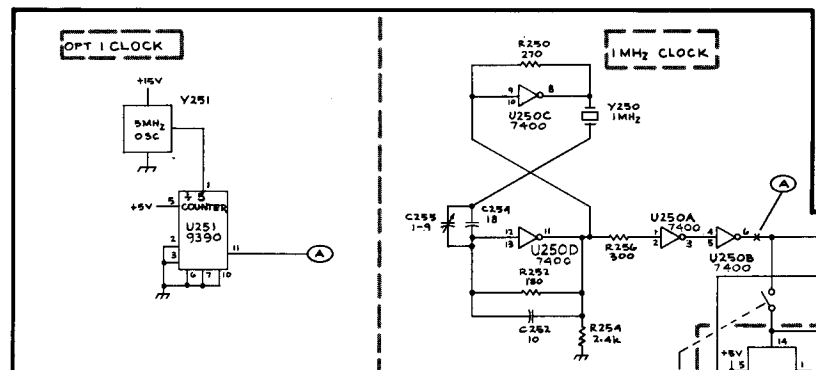 OPT 1 CLOCK
+15V
Y251
5MHz
OSC
1
+5V
5
÷ 5
COUNTER
U251
9390
2
3
11
A
6
7
10
1MHz CLOCK
R250
270
9
10
8
U250C
7400
Y250
1MHz
C255
1-9
C254
18
12
13
11
U250D
7400
R256
300
U250A
7400
1
2
3
4
5
6
U250B
7400
A
R252
180
C252
10
R254
2.4k
+5V
5
14
1